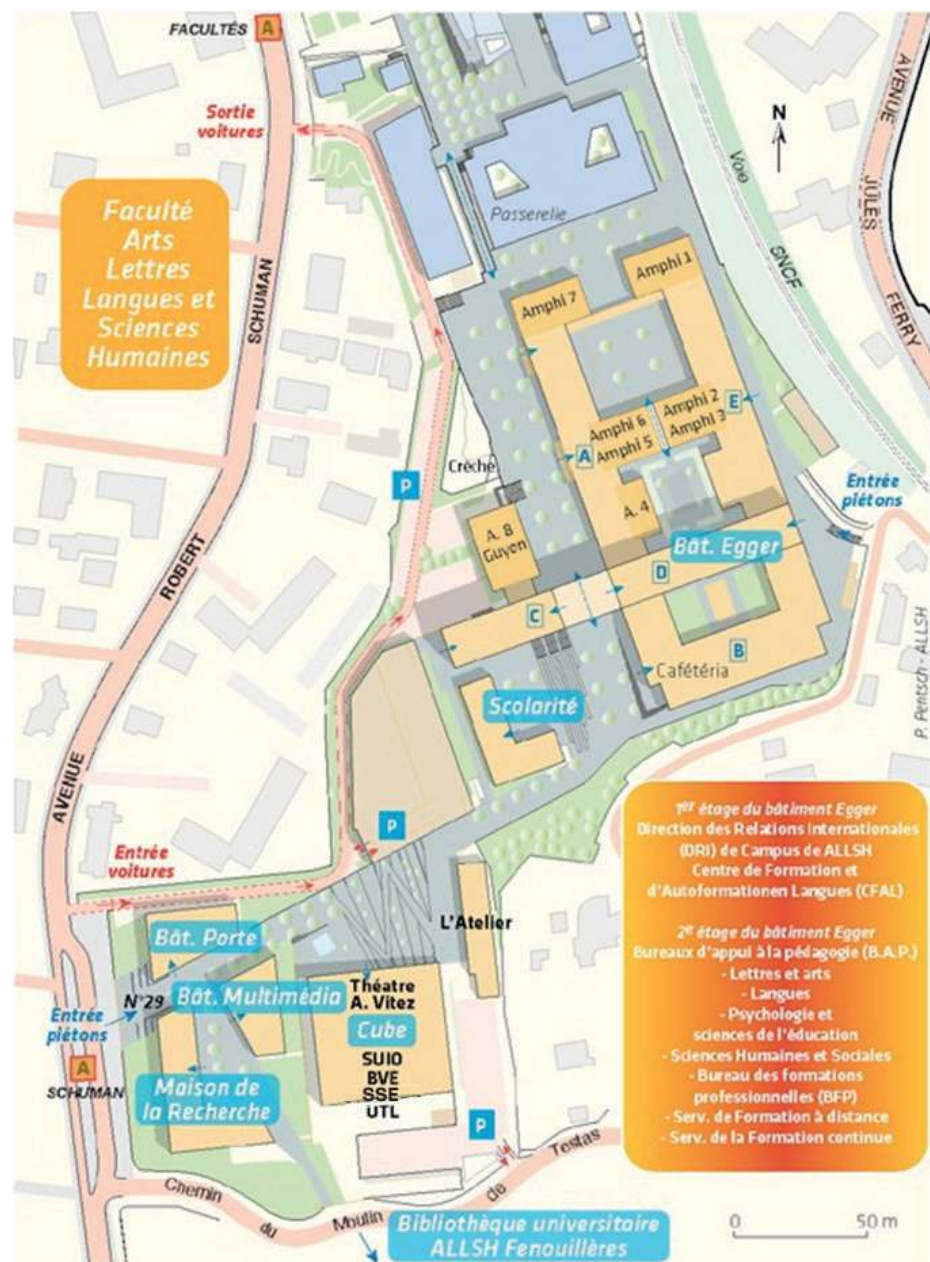 FACULTÉS
A
Sortie
voitures
Faculté
Arts
Lettres
Langues et
Sciences
Humaines
AVENUE
ROBERT
SCHUMAN
N
Voie
SNCF
AVENUE
JULES
FERRY
Passerelle
Amphi 7
Amphi 1
Amphi 2
Amphi 3
E
Amphi 6
Amphi 5
A
Crèche
P
A. 8
Guyon
A. 4
Entrée
piétons
Bât. Egger
D
C
B
Cafétéria
Scolarité
P. Pentsch - ALLSH
P
Entrée
voitures
L'Atelier
Bât. Porte
N°29
Bât. Multimédia
Théatre
A. Vitez
Cube
SUIO
BVE
SSE
UTL
Entrée
piétons
A
SCHUMAN
Maison de
la Recherche
P
Chemin du Moulin de Testas
Bibliothèque universitaire
ALLSH Fenouillères
1er étage du bâtiment Egger
Direction des Relations Internationales
(DRI) de Campus de ALLSH
Centre de Formation et
d'Autoformationen Langues (CFAL)
2e étage du bâtiment Egger
Bureaux d'appui à la pédagogie (B.A.P.)
- Lettres et arts
- Langues
- Psychologie et
sciences de l'éducation
- Sciences Humaines et Sociales
- Bureau des formations
professionnelles (BFP)
- Serv. de Formation à distance
- Serv. de la Formation continue
0 50 m